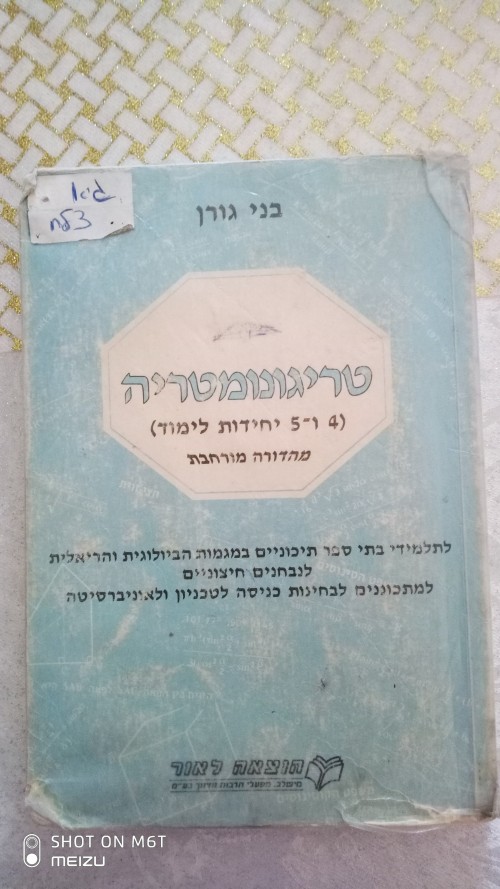 בני גורן
טריגונומטריה
(4 ו־5 יחידות לימוד)
מהדורה מורחבת
לתלמידי בתי ספר תיכוניים במגמות הביולוגית והריאלית
לנבחנים חיצוניים
למתכוננים לבחינות כניסה לטכניון ולאוניברסיטה
הוצאה לאור
SHOT ON M6T
MEIZU